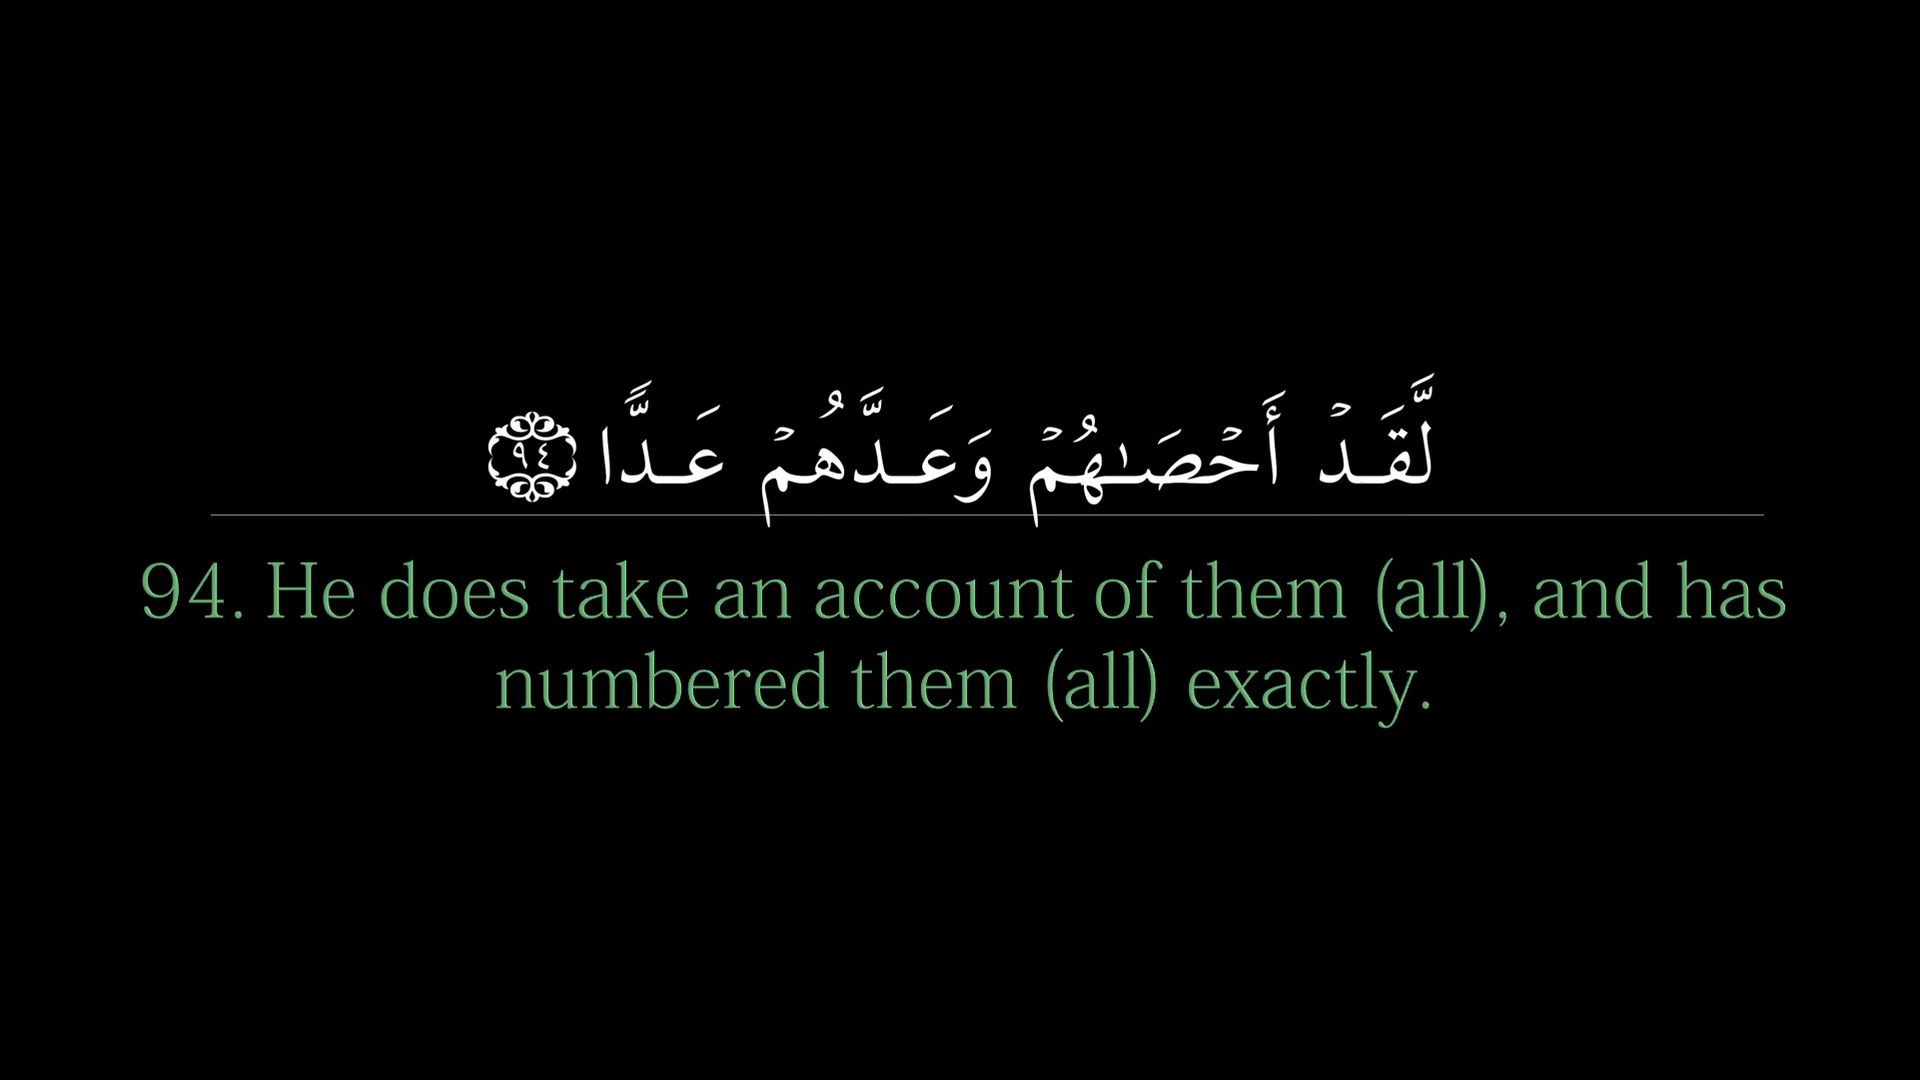 لَّقَدۡ أَحۡصَىٰهُمۡ وَعَدَّهُمۡ عَدًّا ٩٤
94. He does take an account of them (all), and has
numbered them (all) exactly.